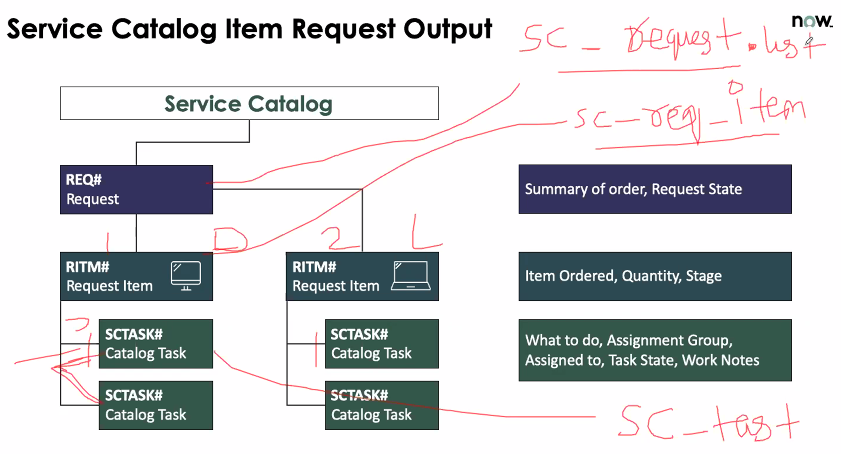 Service Catalog Item Request Output
now
sc_request.list
Service Catalog
sc_req_item
REQ#
Request
Summary of order, Request State
1 D 2 L
RITM#
Request Item
RITM#
Request Item
Item Ordered, Quantity, Stage
SCTASK#
Catalog Task
1
SCTASK#
Catalog Task
What to do, Assignment Group,
Assigned to, Task State, Work Notes
SCTASK#
Catalog Task
SCTASK#
Catalog Task